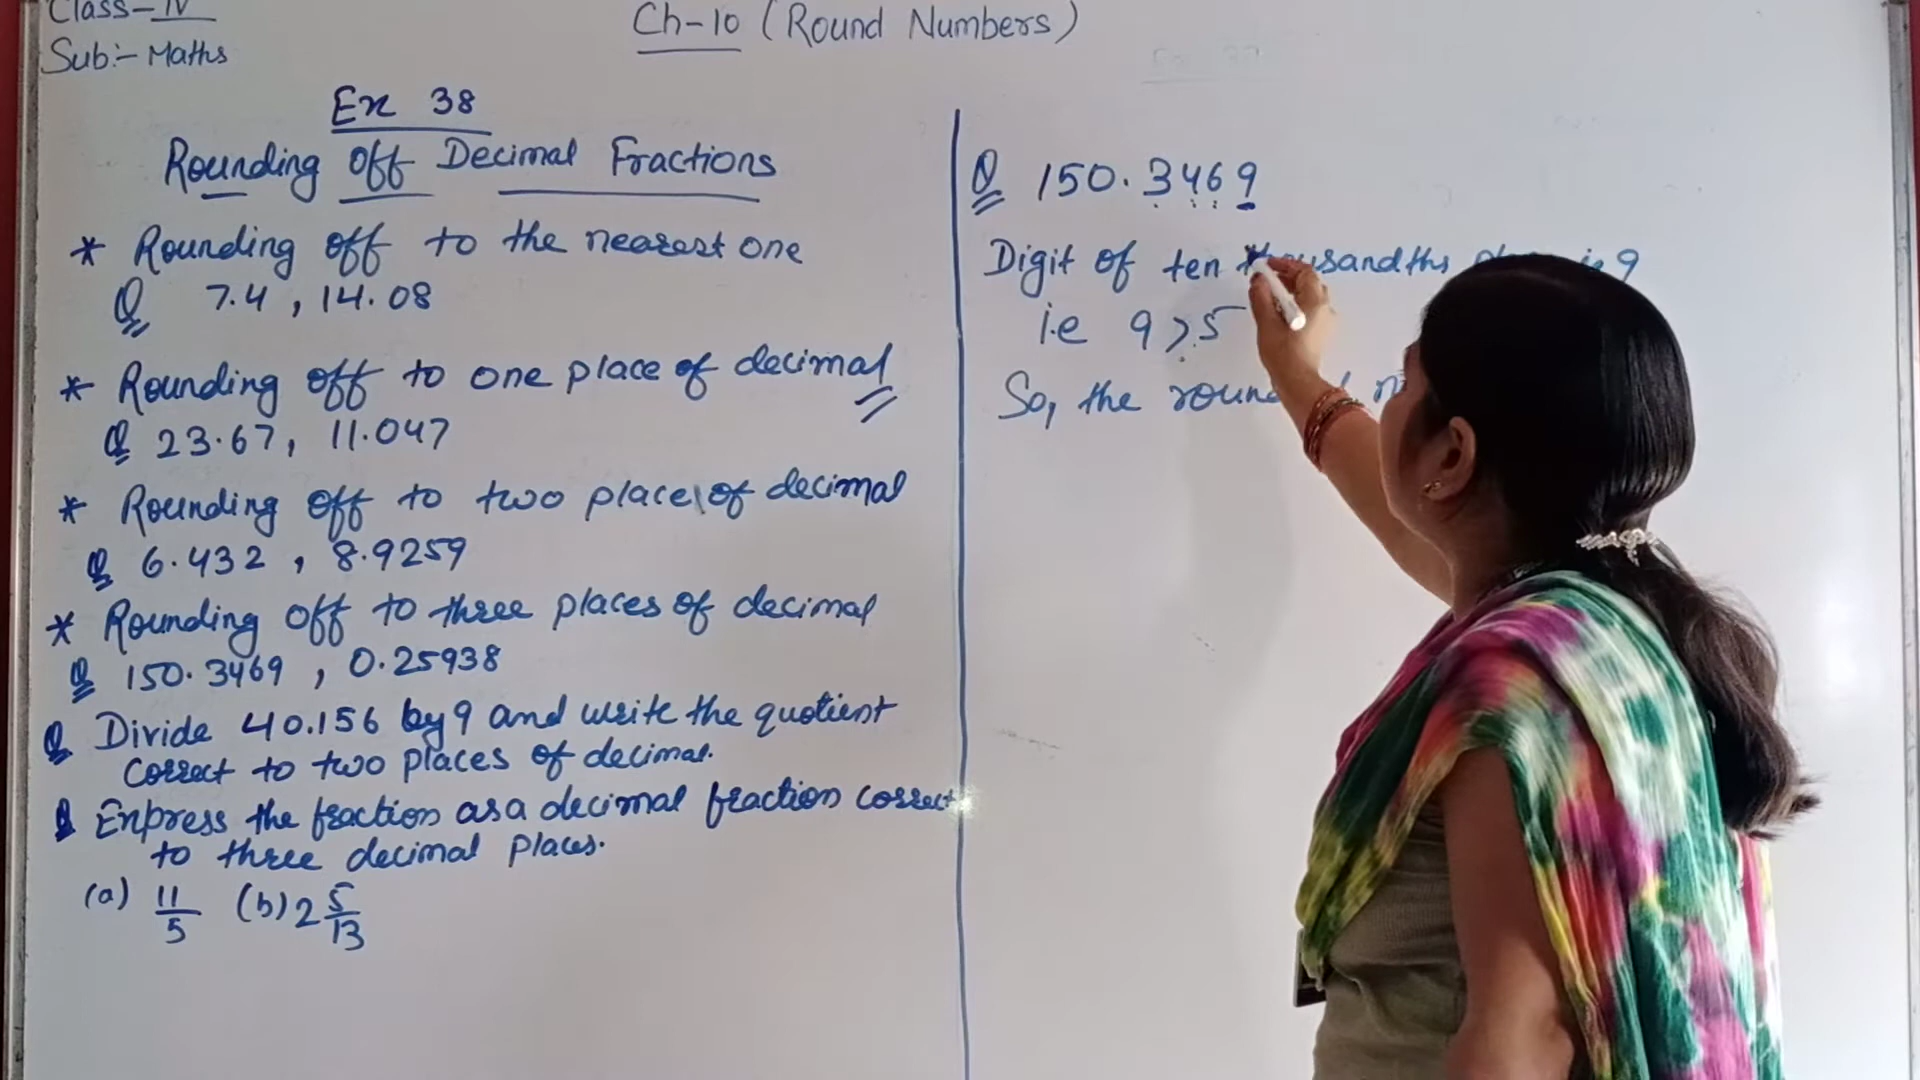 Class-IV
Sub:- Maths
Ch-10 (Round Numbers)
Ex 38
Rounding off Decimal Fractions
* Rounding off to the nearest one
Q 7.4, 14.08
* Rounding off to one place of decimal
Q 23.67, 11.047
* Rounding off to two place of decimal
Q 6.432, 8.9259
* Rounding off to three places of decimal
Q 150.3469, 0.25938
Q Divide 40.156 by 9 and write the quotient
correct to two places of decimal.
Q Express the fraction as a decimal fraction correct
to three decimal places.
(a) 11/5 (b) 2 5/13
Q 150.3469
Digit of ten thousandths is 9
i.e 9 > 5
So, the